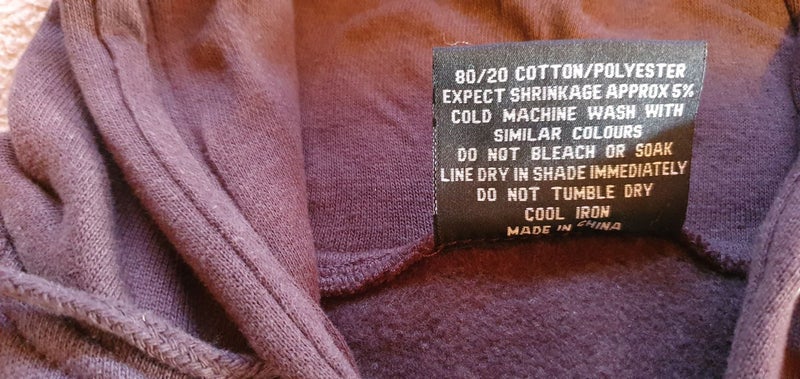 80/20 COTTON/POLYESTER
EXPECT SHRINKAGE APPROX 5%
COLD MACHINE WASH WITH
SIMILAR COLOURS
DO NOT BLEACH OR SOAK
LINE DRY IN SHADE IMMEDIATELY
DO NOT TUMBLE DRY
COOL IRON
MADE IN CHINA